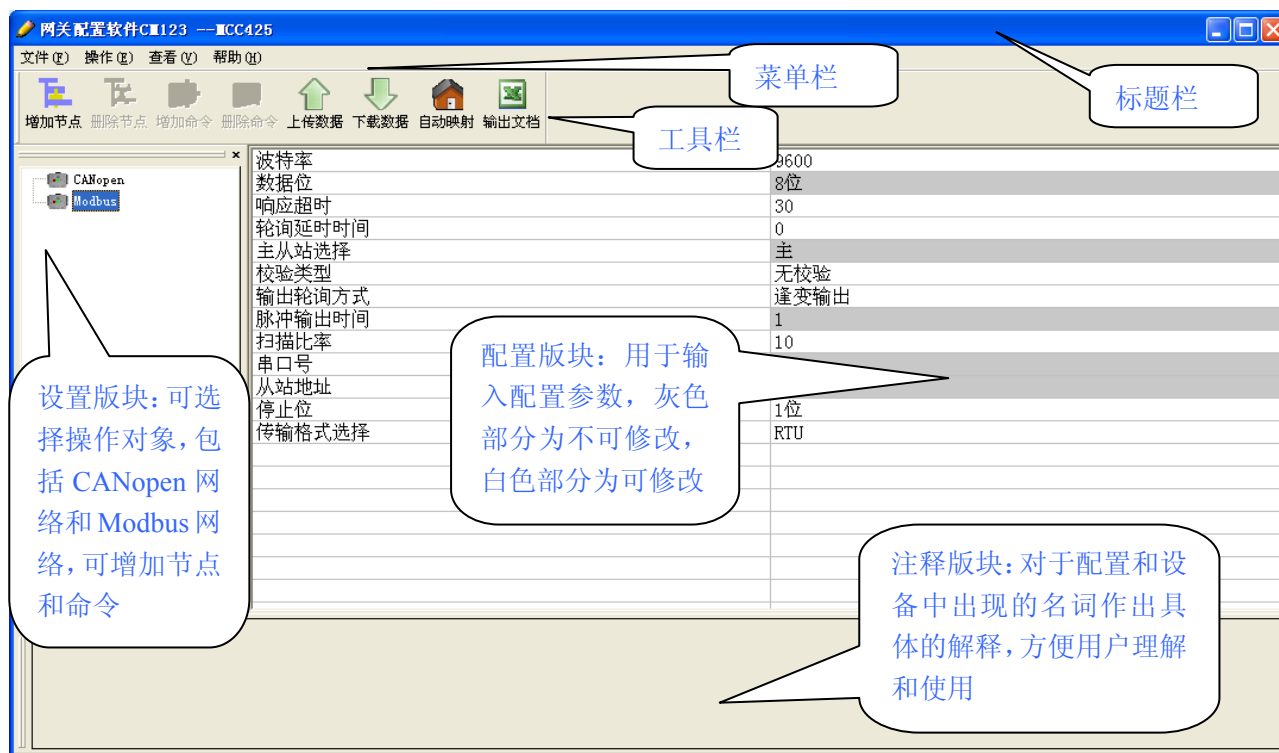 网关配置软件CM123 --MCC425
文件(F) 操作(E) 查看(V) 帮助(H)
菜单栏
标题栏
增加节点 删除节点 增加命令 删除命令 上传数据 下载数据 自动映射 输出文档
工具栏
CANopen
Modbus
波特率 9600
数据位 8位
响应超时 30
轮询延时时间 0
主从站选择 主
校验类型 无校验
输出轮询方式 逢变输出
脉冲输出时间 1
扫描比率 10
串口号
从站地址
停止位 1位
传输格式选择 RTU
设置版块：可选
择操作对象，包
括 CANopen 网
络和 Modbus 网
络，可增加节点
和命令
配置版块：用于输
入配置参数，灰色
部分为不可修改，
白色部分为可修改
注释版块：对于配置和设
备中出现的名词作出具
体的解释，方便用户理解
和使用